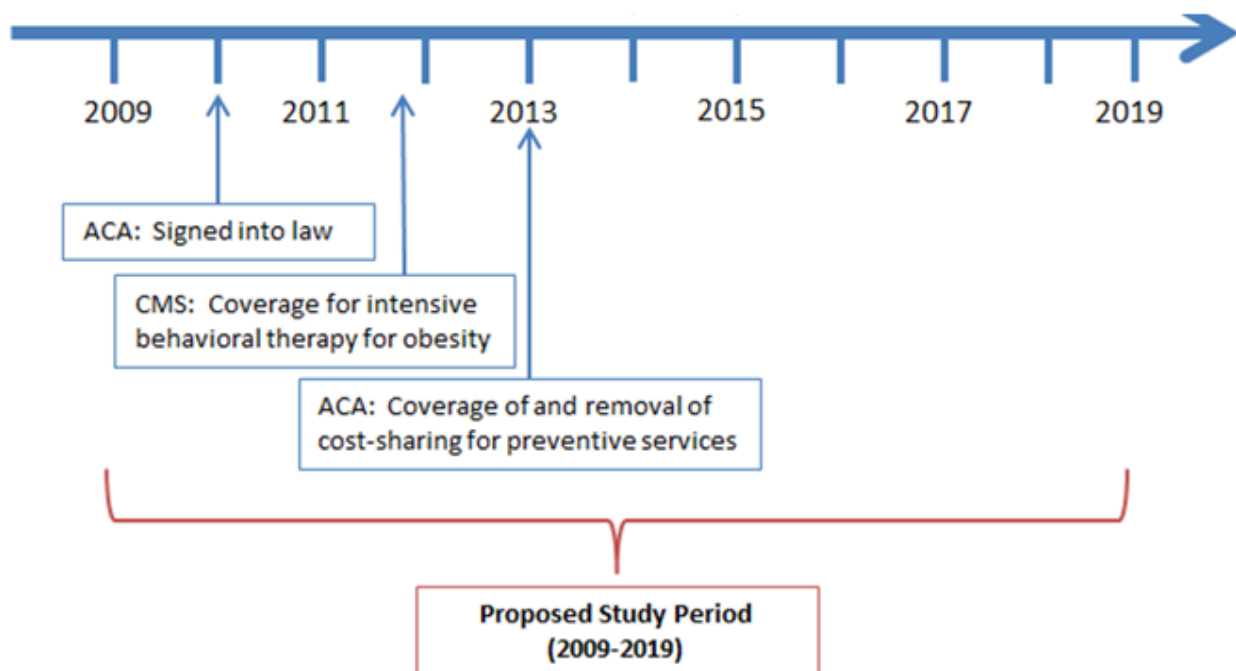 2009 2011 2013 2015 2017 2019
ACA:  Signed into law
CMS:  Coverage for intensive
behavioral therapy for obesity
ACA:  Coverage of and removal of
cost-sharing for preventive services
Proposed Study Period
(2009-2019)